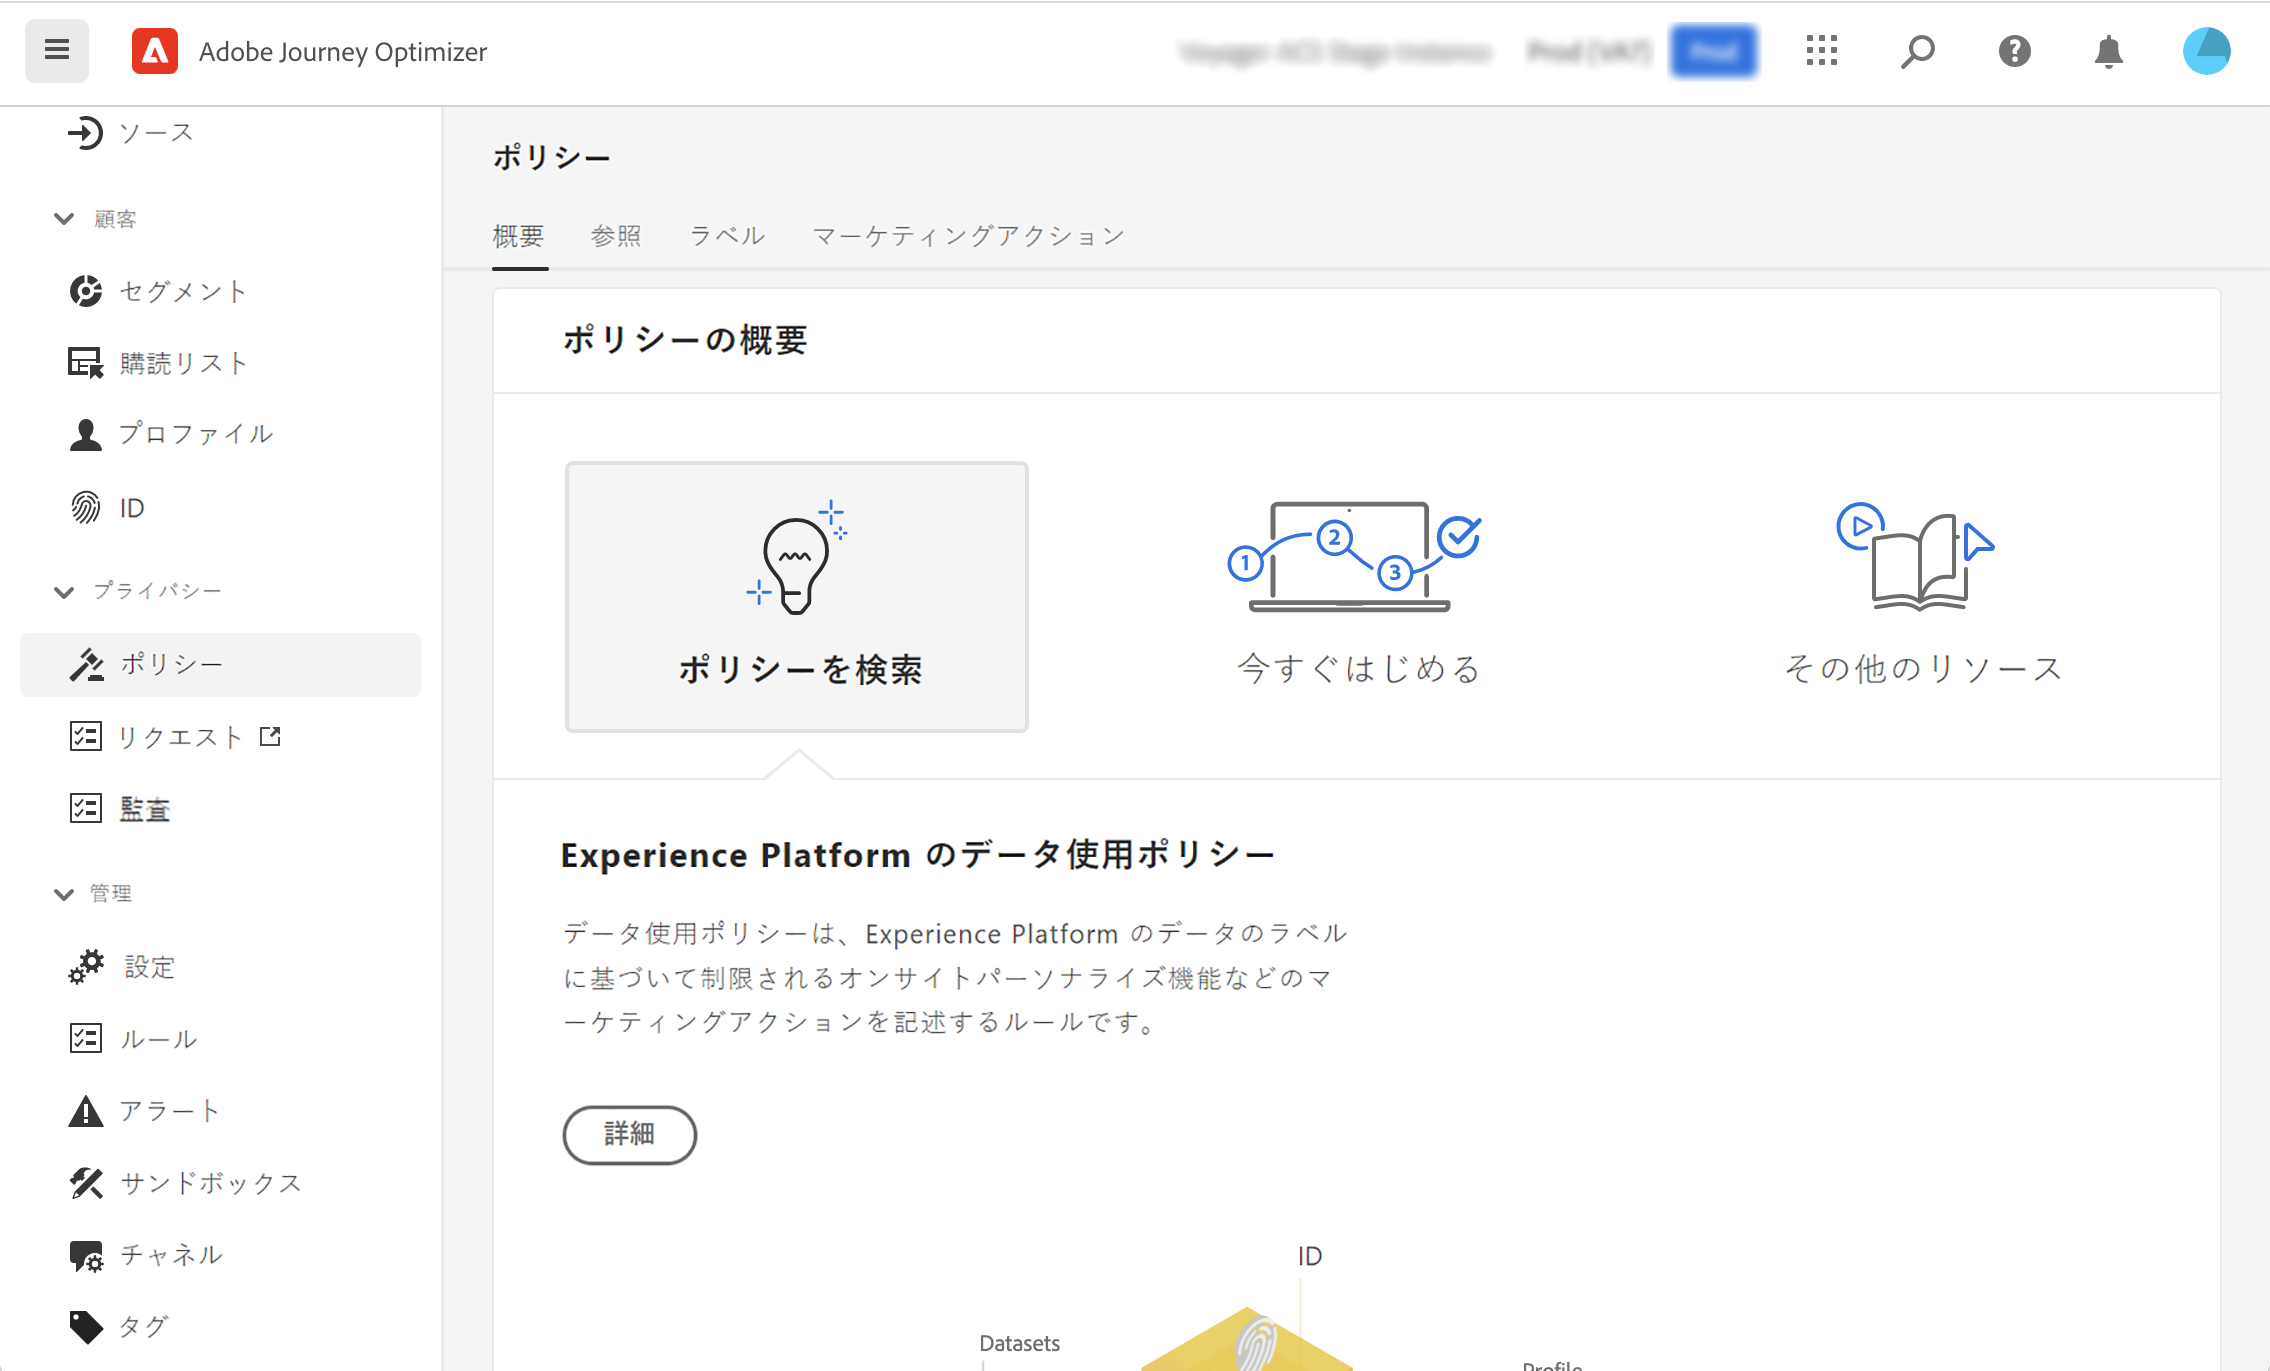 Adobe Journey Optimizer
ソース
顧客
セグメント
購読リスト
プロファイル
ID
プライバシー
ポリシー
リクエスト
監査
管理
設定
ルール
アラート
サンドボックス
チャネル
タグ
ポリシー
概要 参照 ラベル マーケティングアクション
ポリシーの概要
1 2 3
ポリシーを検索
今すぐはじめる
その他のリソース
Experience Platform のデータ使用ポリシー
データ使用ポリシーは、Experience Platform のデータのラベル
に基づいて制限されるオンサイトパーソナライズ機能などのマ
ーケティングアクションを記述するルールです。
詳細
ID
Datasets
Profile